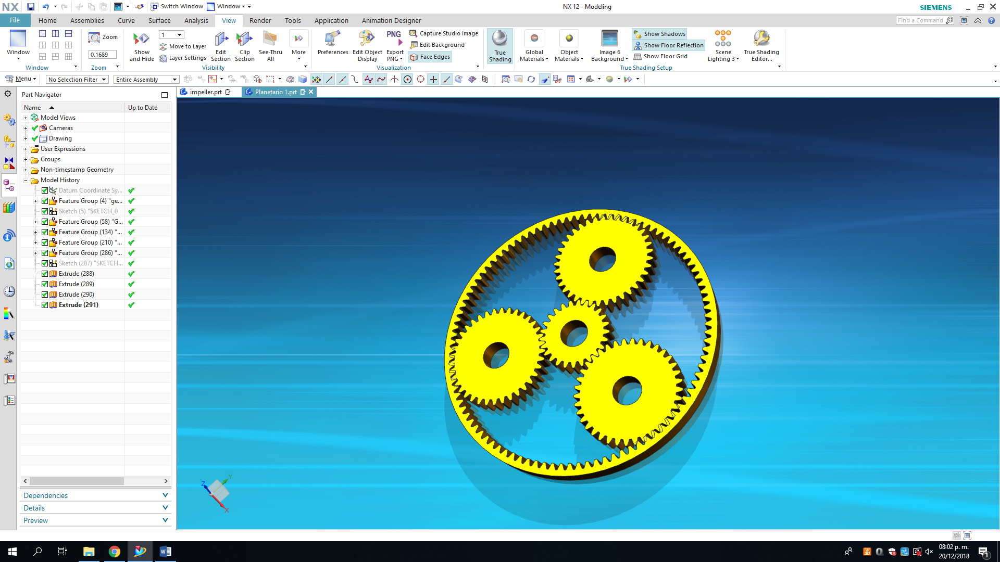 NX
Switch Window
Window
NX 12 - Modeling
SIEMENS
File
Home
Assemblies
Curve
Surface
Analysis
View
Render
Tools
Application
Animation Designer
Find a Command
Window
Window
Zoom
0.1689
Zoom
Show and Hide
1
Move to Layer
Layer Settings
Edit Section
Clip Section
See-Thru All
More
Visibility
Preferences
Edit Object Display
PNG
Export PNG
Capture Studio Image
Edit Background
Face Edges
Visualization
True Shading
Global Materials
Object Materials
Image 6 Background
Show Shadows
Show Floor Reflection
Show Floor Grid
Scene Lighting 3
True Shading Editor...
True Shading Setup
Menu
No Selection Filter
Entire Assembly
Part Navigator
impeller.prt
Planetario 1.prt
Name
Up to Date
Model Views
Cameras
Drawing
User Expressions
Groups
Non-timestamp Geometry
Model History
Datum Coordinate Sy...
Feature Group (4) "ge...
Sketch (5) "SKETCH_0
Feature Group (58) "G...
Feature Group (134) "...
Feature Group (210) "...
Feature Group (286) "...
Sketch (287) "SKETCH...
Extrude (288)
Extrude (289)
Extrude (290)
Extrude (291)
Dependencies
Details
Preview
Z
Y
X
08:02 p. m.
20/12/2018
1